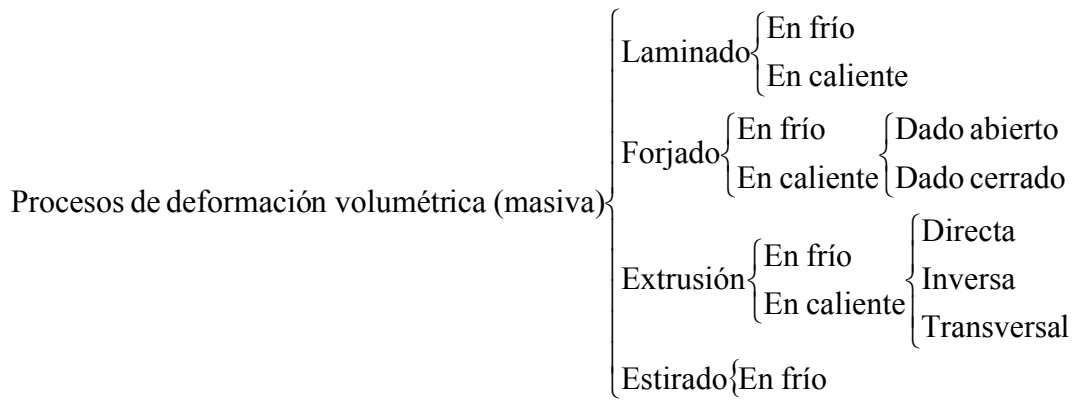 Procesos de deformación volumétrica (masiva)
Laminado
En frío
En caliente
Forjado
En frío
En caliente
Dado abierto
Dado cerrado
Extrusión
En frío
En caliente
Directa
Inversa
Transversal
Estirado
En frío